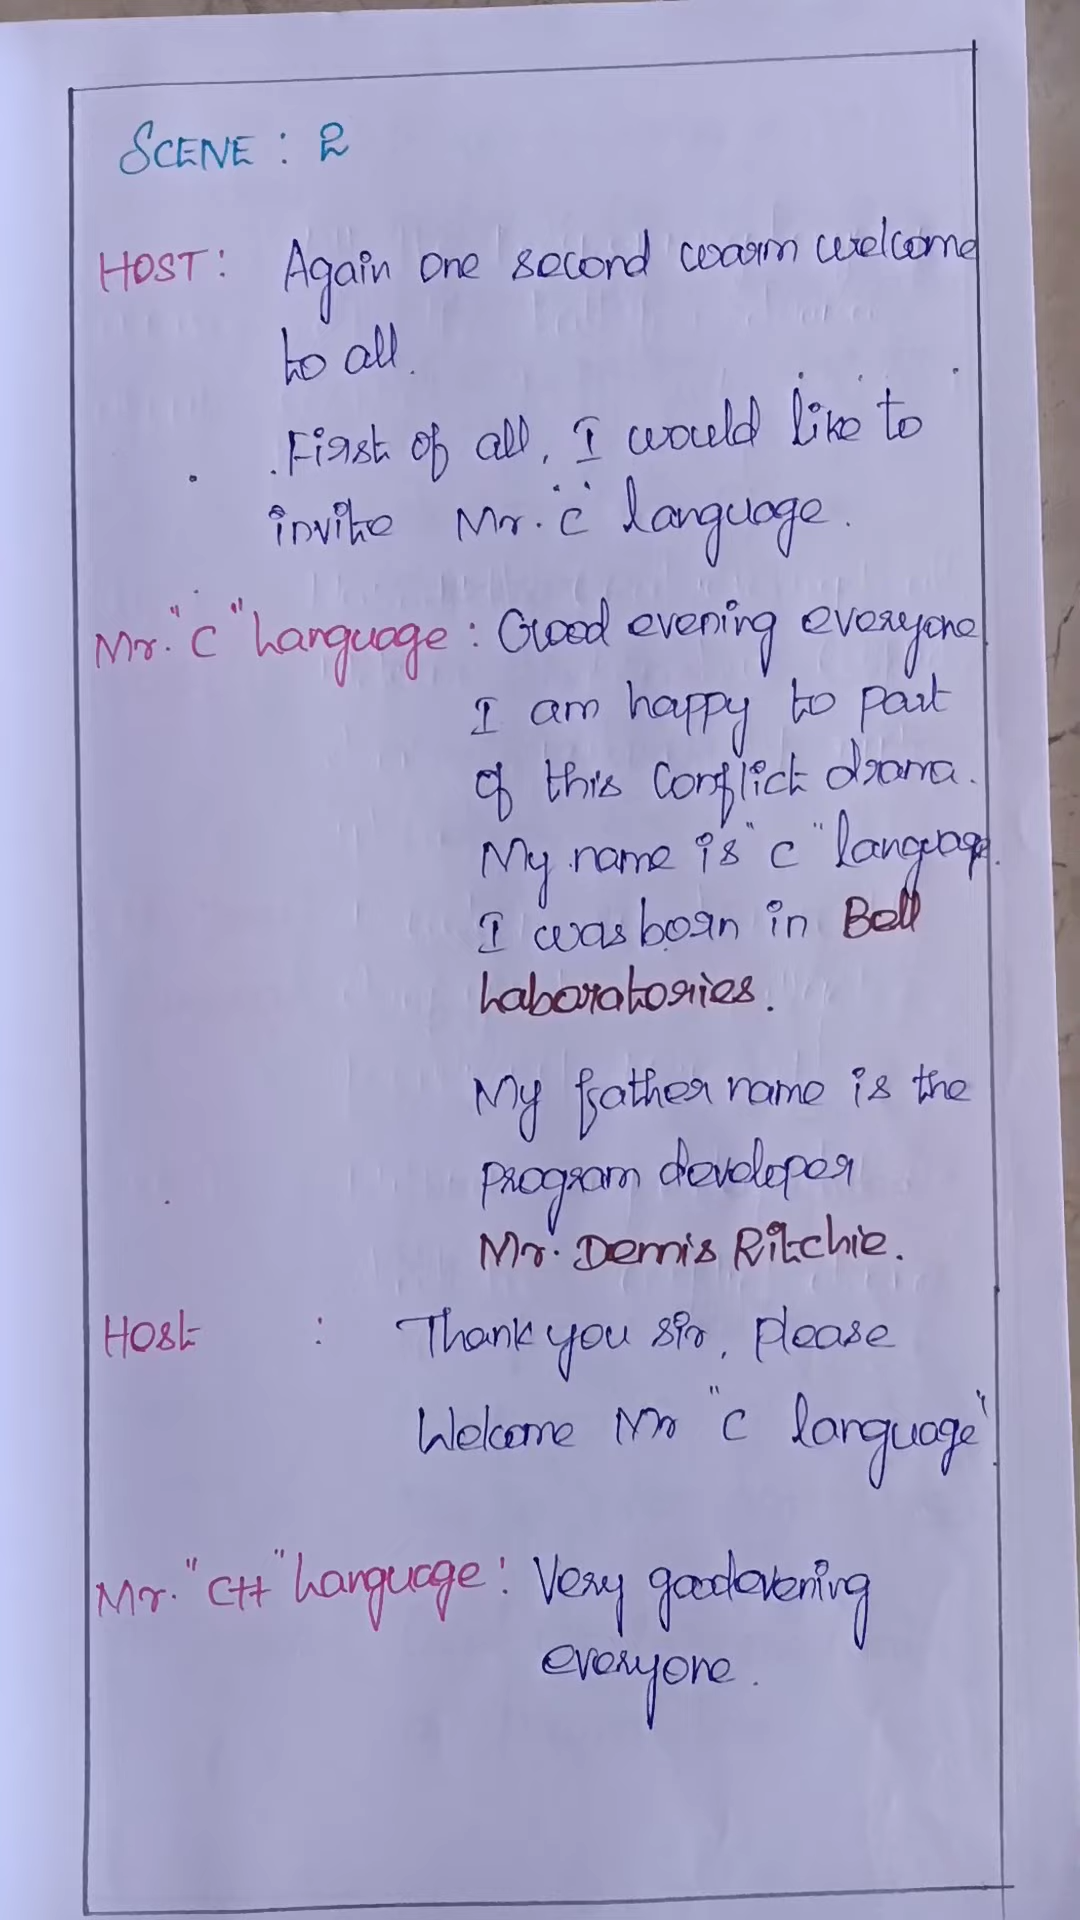 SCENE : 2
HOST : Again one second warm welcome
to all.
First of all, I would like to
invite Mr. "C" language.
Mr. "C" Language : Good evening everyone
I am happy to part
of this conflict drama.
My name is "C" language.
I was born in Bell
Laboratories.
My father name is the
program developer
Mr. Dennis Ritchie.
Host : Thank you sir, please
Welcome Mr "C language"
Mr. "C++" Language : Very goodevening
everyone.